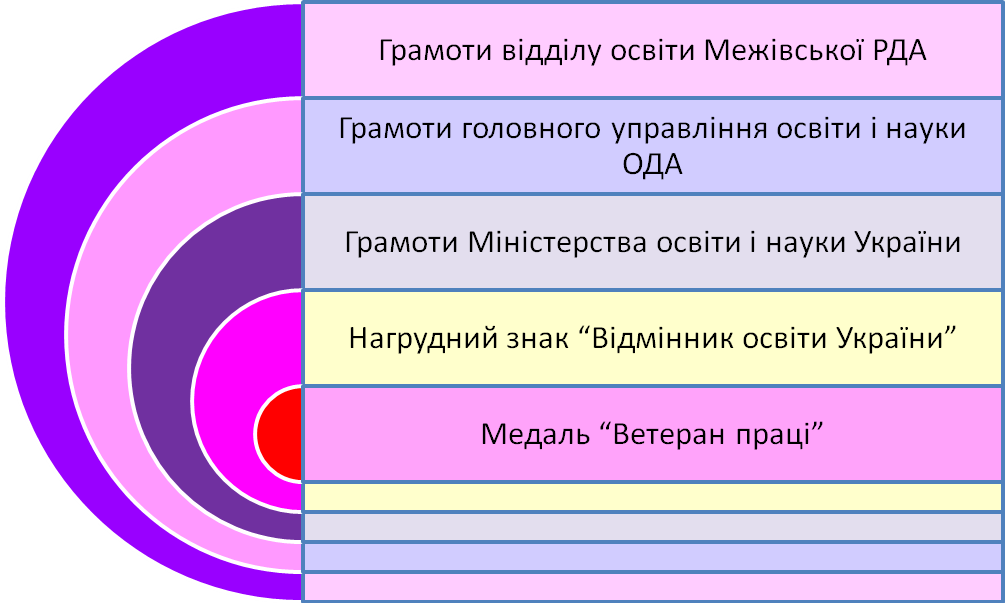 Грамоти відділу освіти Межівської РДА
Грамоти головного управління освіти і науки
ОДА
Грамоти Міністерства освіти і науки України
Нагрудний знак “Відмінник освіти України”
Медаль “Ветеран праці”